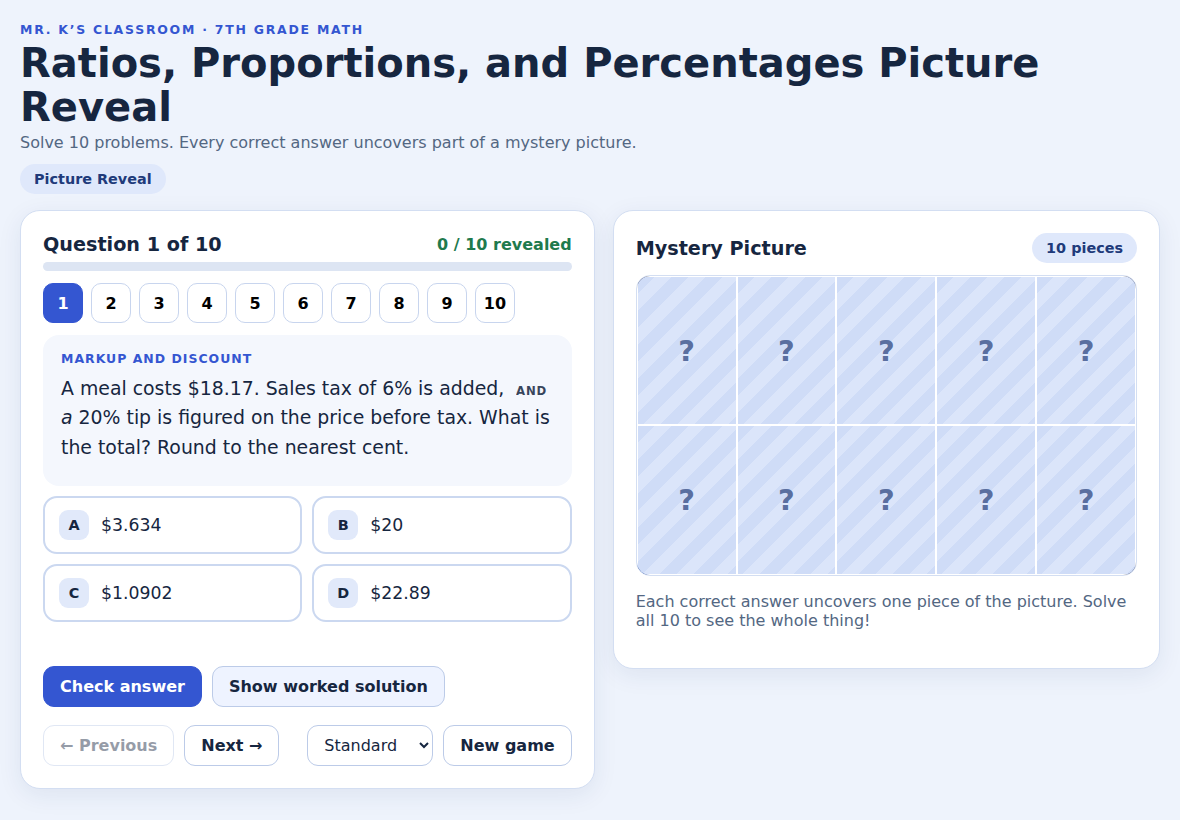 MR. K’S CLASSROOM · 7TH GRADE MATH
Ratios, Proportions, and Percentages Picture
Reveal
Solve 10 problems. Every correct answer uncovers part of a mystery picture.
Picture Reveal
Question 1 of 10
0 / 10 revealed
1 2 3 4 5 6 7 8 9 10
MARKUP AND DISCOUNT
A meal costs $18.17. Sales tax of 6% is added, AND
a 20% tip is figured on the price before tax. What is
the total? Round to the nearest cent.
A $3.634
B $20
C $1.0902
D $22.89
Check answer
Show worked solution
← Previous
Next →
Standard
New game
Mystery Picture
10 pieces
? ? ? ? ?
? ? ? ? ?
Each correct answer uncovers one piece of the picture. Solve
all 10 to see the whole thing!